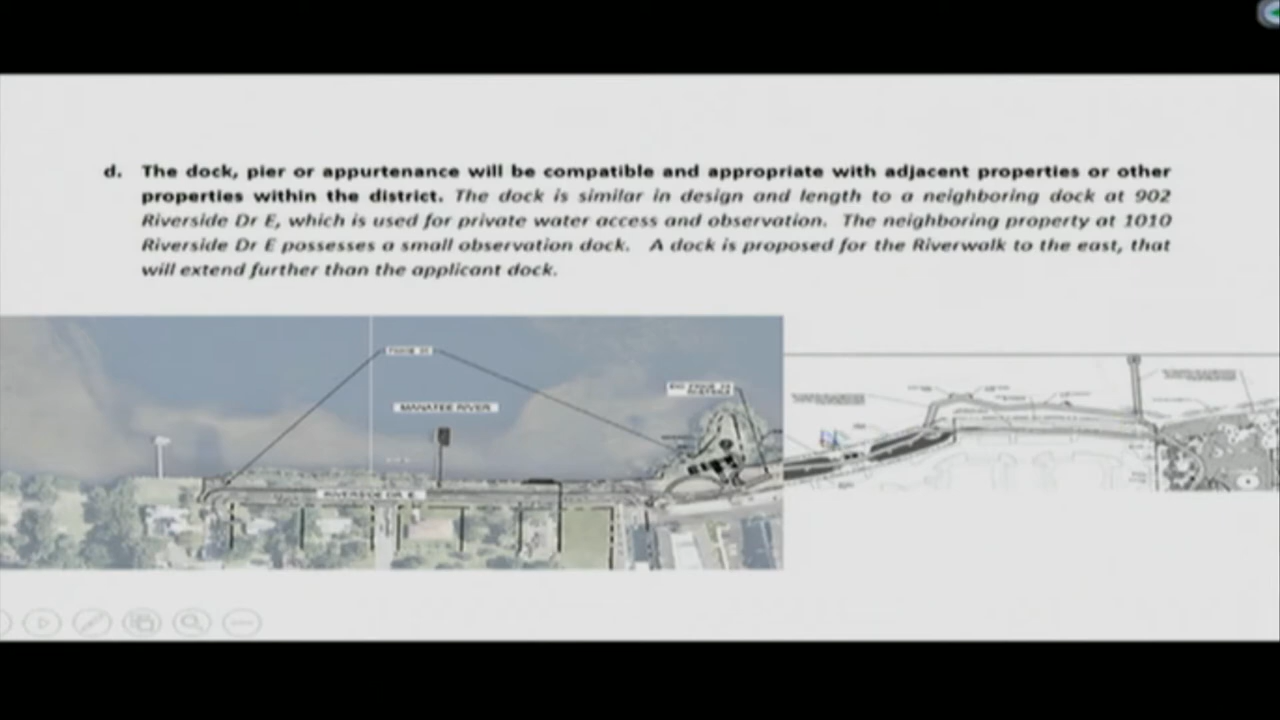 d. The dock, pier or appurtenance will be compatible and appropriate with adjacent properties or other
properties within the district. The dock is similar in design and length to a neighboring dock at 902
Riverside Dr E, which is used for private water access and observation. The neighboring property at 1010
Riverside Dr E possesses a small observation dock. A dock is proposed for the Riverwalk to the east, that
will extend further than the applicant dock.
MANATEE RIVER
RIVERSIDE DR E